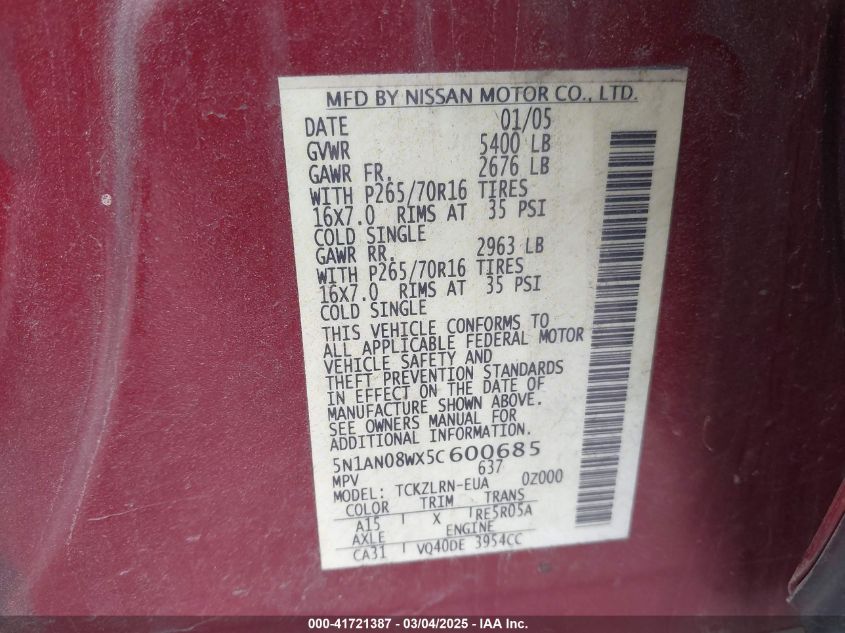 MFD BY NISSAN MOTOR CO., LTD.
DATE 01/05
GVWR 5400 LB
GAWR FR. 2676 LB
WITH P265/70R16 TIRES
16X7.0 RIMS AT 35 PSI
COLD SINGLE
GAWR RR. 2963 LB
WITH P265/70R16 TIRES
16X7.0 RIMS AT 35 PSI
COLD SINGLE
THIS VEHICLE CONFORMS TO
ALL APPLICABLE FEDERAL MOTOR
VEHICLE SAFETY AND
THEFT PREVENTION STANDARDS
IN EFFECT ON THE DATE OF
MANUFACTURE SHOWN ABOVE.
SEE OWNERS MANUAL FOR
ADDITIONAL INFORMATION.
5N1AN08WX5C600685
MPV 637
MODEL: TCKZLRN-EUA 0Z000
COLOR TRIM TRANS
A15 X RE5R05A
AXLE ENGINE
CA31 VQ40DE 3954CC
000-41721387 - 03/04/2025 - IAA Inc.